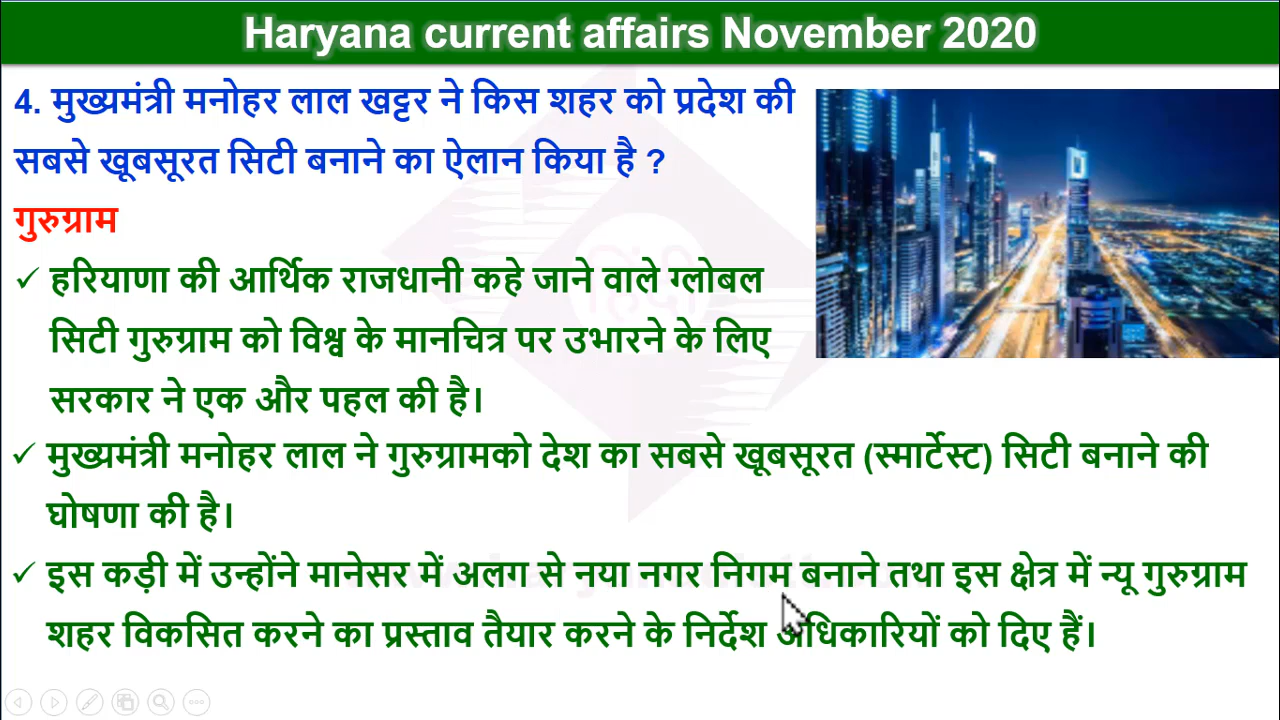 Haryana current affairs November 2020
4. मुख्यमंत्री मनोहर लाल खट्टर ने किस शहर को प्रदेश की
सबसे खूबसूरत सिटी बनाने का ऐलान किया है ?
गुरुग्राम
✓ हरियाणा की आर्थिक राजधानी कहे जाने वाले ग्लोबल
सिटी गुरुग्राम को विश्व के मानचित्र पर उभारने के लिए
सरकार ने एक और पहल की है।
✓ मुख्यमंत्री मनोहर लाल ने गुरुग्रामको देश का सबसे खूबसूरत (स्मार्टेस्ट) सिटी बनाने की
घोषणा की है।
✓ इस कड़ी में उन्होंने मानेसर में अलग से नया नगर निगम बनाने तथा इस क्षेत्र में न्यू गुरुग्राम
शहर विकसित करने का प्रस्ताव तैयार करने के निर्देश अधिकारियों को दिए हैं।
हिंदी